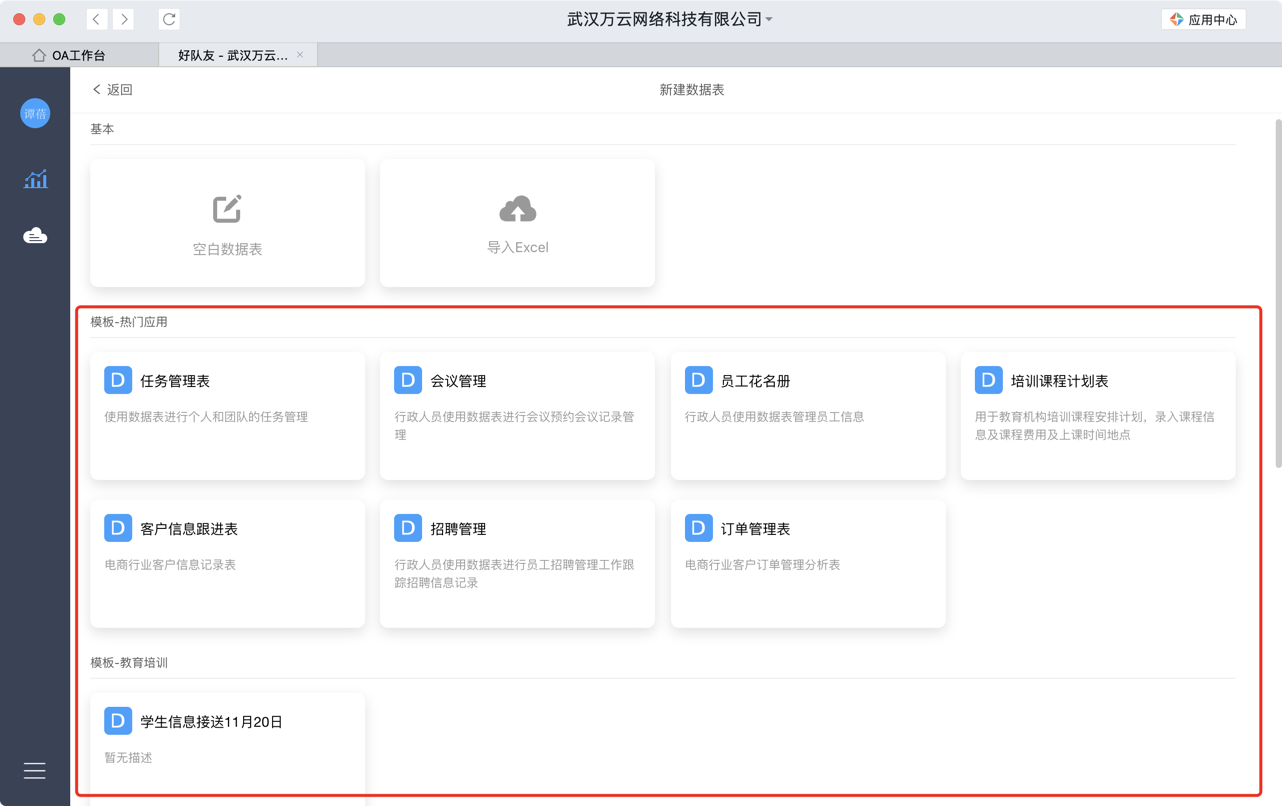 武汉万云网络科技有限公司
应用中心
OA工作台
好队友 - 武汉万云...
谭蓓
返回
新建数据表
基本
空白数据表
导入Excel
模板-热门应用
D 任务管理表
使用数据表进行个人和团队的任务管理
D 会议管理
行政人员使用数据表进行会议预约会议记录管
理
D 员工花名册
行政人员使用数据表管理员工信息
D 培训课程计划表
用于教育机构培训课程安排计划，录入课程信
息及课程费用及上课时间地点
D 客户信息跟进表
电商行业客户信息记录表
D 招聘管理
行政人员使用数据表进行员工招聘管理工作跟
踪招聘信息记录
D 订单管理表
电商行业客户订单管理分析表
模板-教育培训
D 学生信息接送11月20日
暂无描述